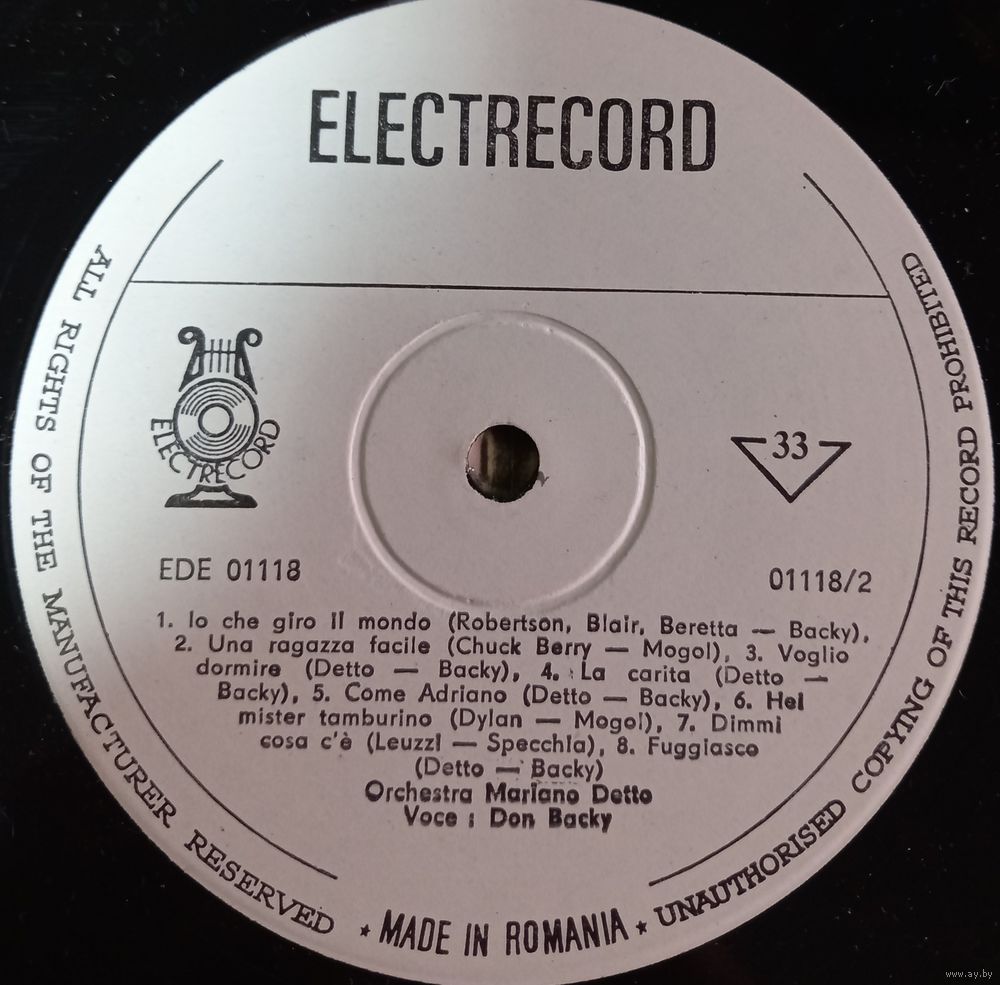 ELECTRECORD
ALL RIGHTS OF THE MANUFACTURER RESERVED
ELECTRECORD
33
EDE 01118
01118/2
1. Io che giro il mondo (Robertson, Blair, Beretta — Backy),
2. Una ragazza facile (Chuck Berry — Mogol), 3. Voglio
dormire (Detto — Backy), 4. La carita (Detto —
Backy), 5. Come Adriano (Detto — Backy), 6. Hei
mister tamburino (Dylan — Mogol), 7. Dimmi
cosa c'è (Leuzzi — Specchia), 8. Fuggiasco
(Detto — Backy)
Orchestra Mariano Detto
Voce : Don Backy
* MADE IN ROMANIA *
UNAUTHORISED COPYING OF THIS RECORD PROHIBITED
www.ay.by